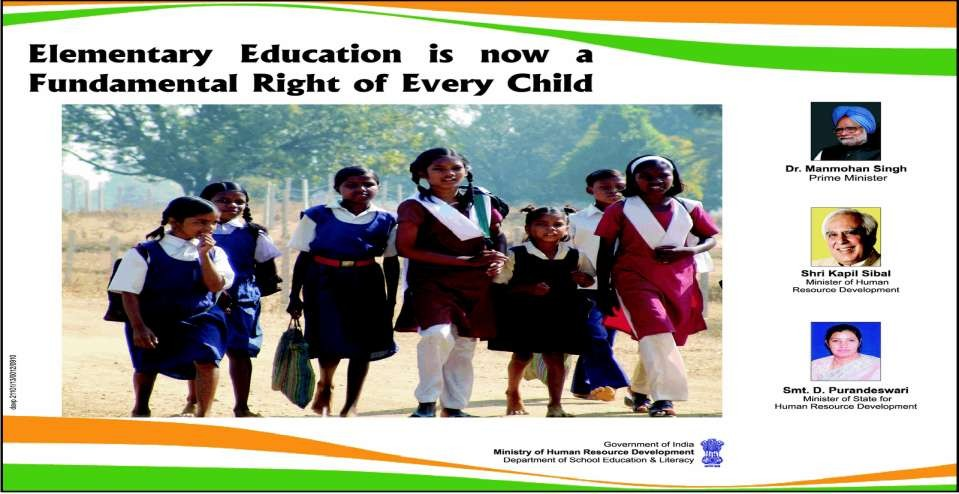 Elementary Education is now a
Fundamental Right of Every Child
Dr. Manmohan Singh
Prime Minister
Shri Kapil Sibal
Minister of Human
Resource Development
Smt. D. Purandeswari
Minister of State for
Human Resource Development
Government of India
Ministry of Human Resource Development
Department of School Education & Literacy